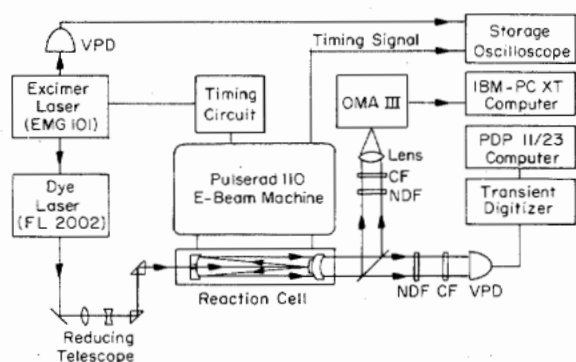 VPD
Timing Signal
Storage
Oscilloscope
Excimer
Laser
(EMG 101)
Timing
Circuit
OMA III
IBM-PC XT
Computer
Pulserad 110
E-Beam Machine
Lens
CF
NDF
PDP 11/23
Computer
Dye
Laser
(FL 2002)
Transient
Digitizer
Reaction Cell
NDF
CF
VPD
Reducing
Telescope